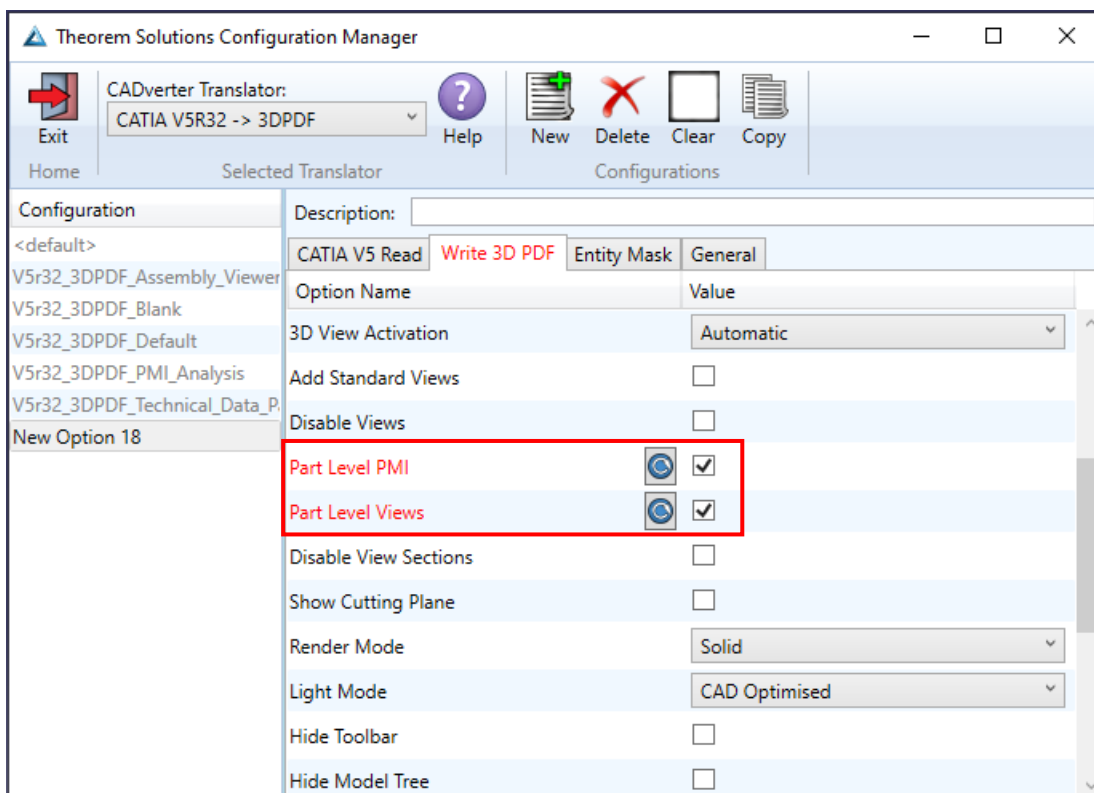 Theorem Solutions Configuration Manager
CADverter Translator:
CATIA V5R32 -> 3DPDF
?
Exit
Help
New
Delete
Clear
Copy
Home
Selected Translator
Configurations
Configuration
Description:
<default>
V5r32_3DPDF_Assembly_Viewer
V5r32_3DPDF_Blank
V5r32_3DPDF_Default
V5r32_3DPDF_PMI_Analysis
V5r32_3DPDF_Technical_Data_P
New Option 18
CATIA V5 Read
Write 3D PDF
Entity Mask
General
Option Name
Value
3D View Activation
Automatic
Add Standard Views
Disable Views
Part Level PMI
Part Level Views
Disable View Sections
Show Cutting Plane
Render Mode
Solid
Light Mode
CAD Optimised
Hide Toolbar
Hide Model Tree